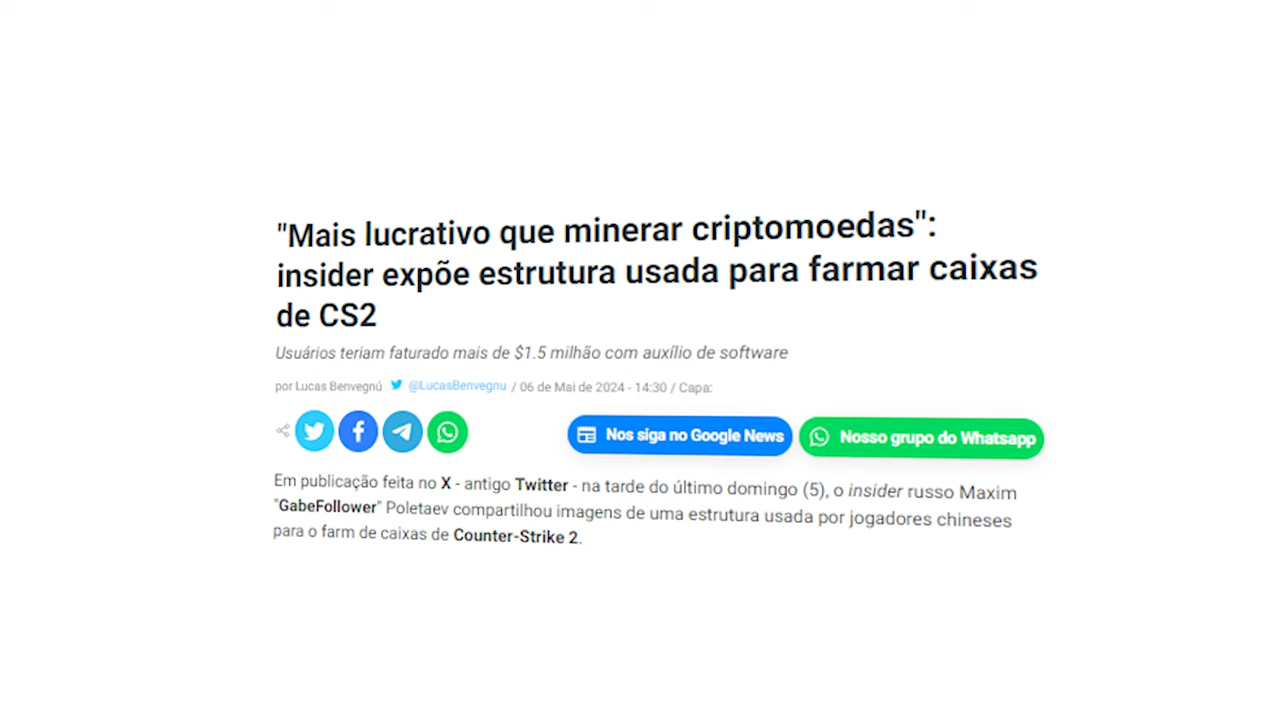 "Mais lucrativo que minerar criptomoedas":
insider expõe estrutura usada para farmar caixas
de CS2
Usuários teriam faturado mais de $1.5 milhão com auxílio de software
por Lucas Benvegnú @LucasBenvegnu / 06 de Mai de 2024 - 14:30 / Capa:
Nos siga no Google News Nosso grupo do Whatsapp
Em publicação feita no X - antigo Twitter - na tarde do último domingo (5), o insider russo Maxim
"GabeFollower" Poletaev compartilhou imagens de uma estrutura usada por jogadores chineses
para o farm de caixas de Counter-Strike 2.